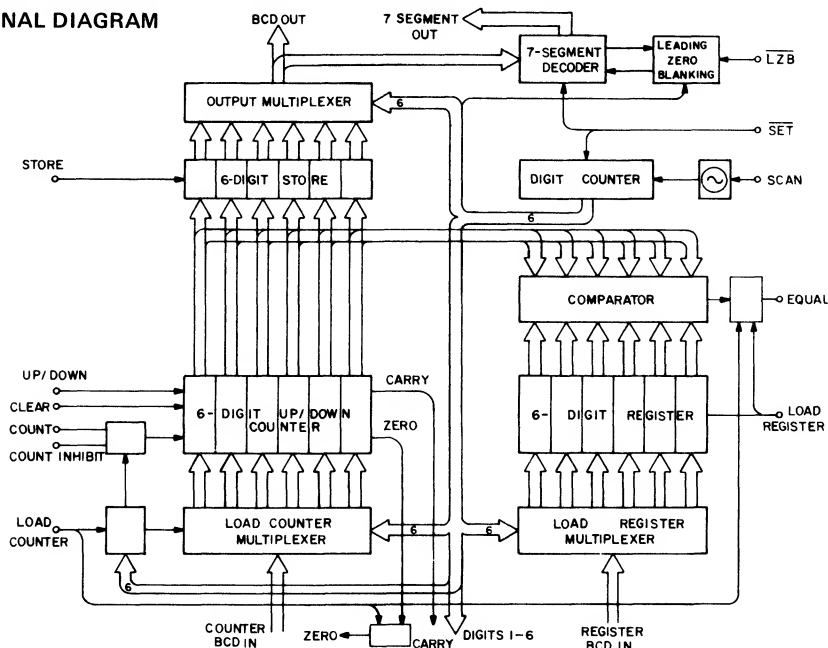 NAL DIAGRAM
BCD OUT
7 SEGMENT
OUT
7-SEGMENT
DECODER
LEADING
ZERO
BLANKING
LZB
OUTPUT MULTIPLEXER
6
SET
STORE
6-DIGIT STORE
DIGIT COUNTER
SCAN
6
COMPARATOR
EQUAL
UP/DOWN
CLEAR
COUNT
COUNT INHIBIT
6-DIGIT UP/DOWN
COUNTER
CARRY
ZERO
6-DIGIT REGISTER
LOAD
REGISTER
LOAD
COUNTER
LOAD COUNTER
MULTIPLEXER
6
6
LOAD REGISTER
MULTIPLEXER
6
COUNTER
BCD IN
ZERO
CARRY
DIGITS 1-6
REGISTER
BCD IN